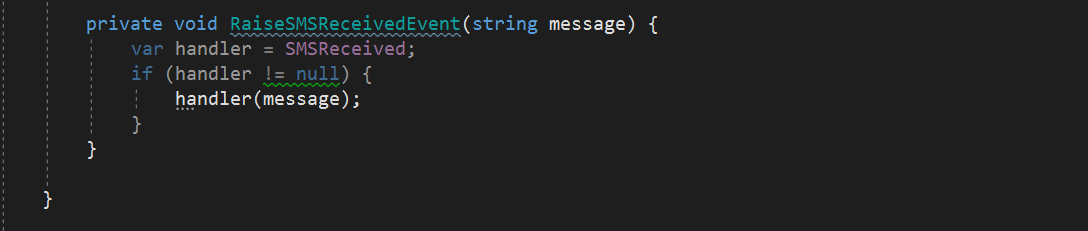 private void RaiseSMSReceivedEvent(string message) {
var handler = SMSReceived;
if (handler != null) {
handler(message);
}
}
}